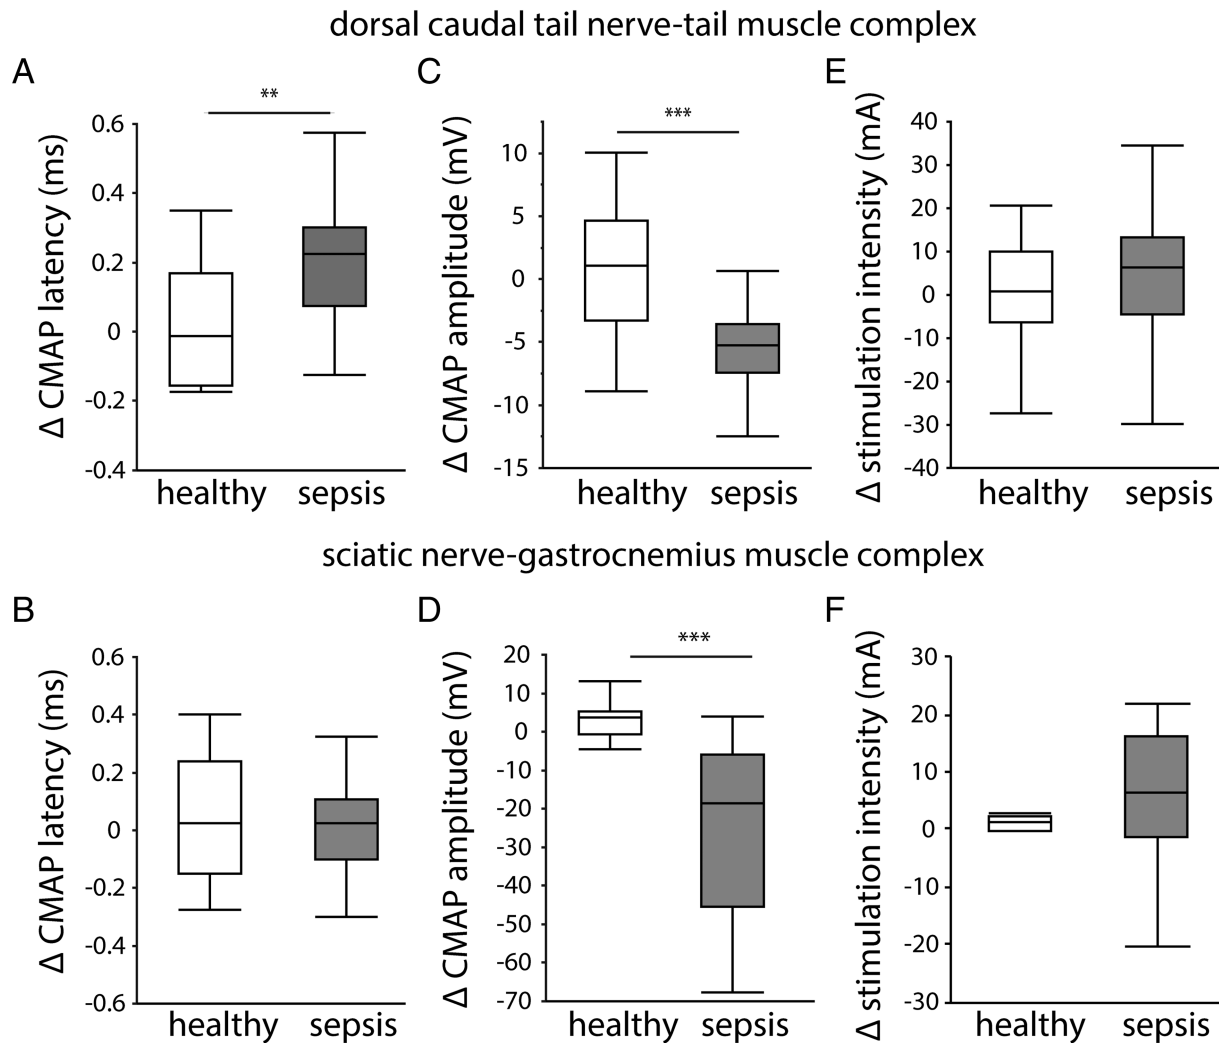 dorsal caudal tail nerve-tail muscle complex
A
**
Δ CMAP latency (ms)
0.6
0.4
0.2
0
-0.2
-0.4
healthy sepsis
C
***
Δ CMAP amplitude (mV)
10
5
0
-5
-10
-15
healthy sepsis
E
Δ stimulation intensity (mA)
40
30
20
10
0
-10
-20
-30
-40
healthy sepsis
sciatic nerve-gastrocnemius muscle complex
B
Δ CMAP latency (ms)
0.6
0.4
0.2
0
-0.2
-0.4
-0.6
healthy sepsis
D
***
Δ CMAP amplitude (mV)
20
10
0
-10
-20
-30
-40
-50
-60
-70
healthy sepsis
F
Δ stimulation intensity (mA)
30
20
10
0
-10
-20
-30
healthy sepsis